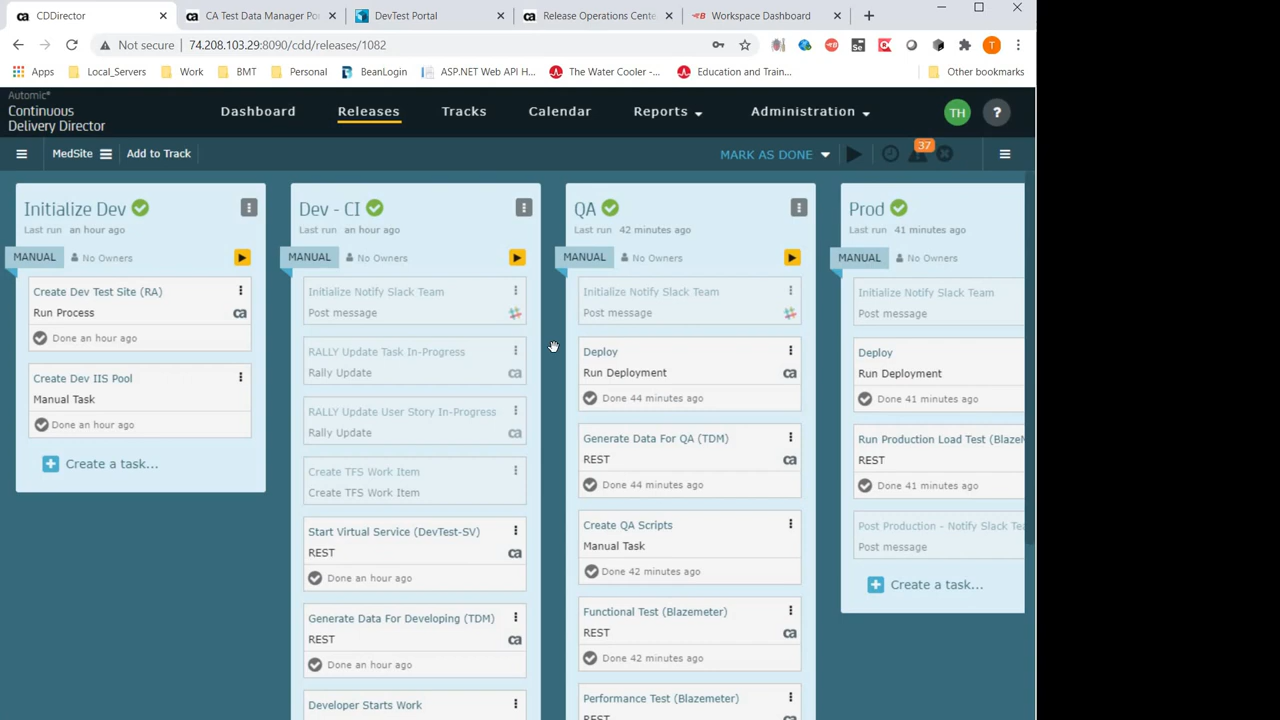 CDDirector
CA Test Data Manager Po
DevTest Portal
Release Operations Cente
Workspace Dashboard
Not secure
74.208.103.29:8090/cdd/releases/1082
Apps
Local_Servers
Work
BMT
Personal
BeanLogin
ASP.NET Web API H...
The Water Cooler -...
Education and Train...
Other bookmarks
Automic®
Continuous
Delivery Director
Dashboard
Releases
Tracks
Calendar
Reports
Administration
TH
?
MedSite
Add to Track
MARK AS DONE
37
Initialize Dev
Last run an hour ago
MANUAL
No Owners
Create Dev Test Site (RA)
Run Process
Done an hour ago
Create Dev IIS Pool
Manual Task
Done an hour ago
Create a task...
Dev - CI
Last run an hour ago
MANUAL
No Owners
Initialize Notify Slack Team
Post message
RALLY Update Task In-Progress
Rally Update
RALLY Update User Story In-Progress
Rally Update
Create TFS Work Item
Create TFS Work Item
Start Virtual Service (DevTest-SV)
REST
Done an hour ago
Generate Data For Developing (TDM)
REST
Done an hour ago
Developer Starts Work
QA
Last run 42 minutes ago
MANUAL
No Owners
Initialize Notify Slack Team
Post message
Deploy
Run Deployment
Done 44 minutes ago
Generate Data For QA (TDM)
REST
Done 44 minutes ago
Create QA Scripts
Manual Task
Done 42 minutes ago
Functional Test (Blazemeter)
REST
Done 42 minutes ago
Performance Test (Blazemeter)
REST
Prod
Last run 41 minutes ago
MANUAL
No Owners
Initialize Notify Slack Team
Post message
Deploy
Run Deployment
Done 41 minutes ago
Run Production Load Test (BlazeM
REST
Done 41 minutes ago
Post Production - Notify Slack Tea
Post message
Create a task...